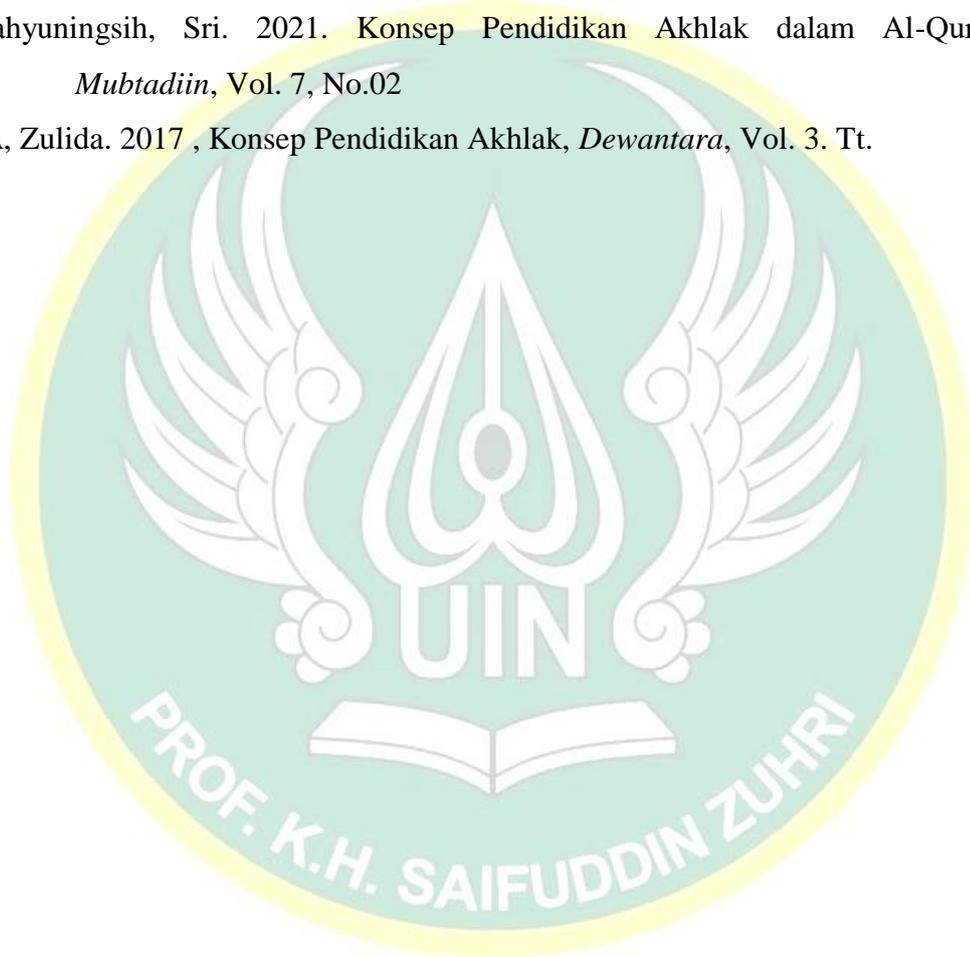 ahyuningsih, Sri. 2021. Konsep Pendidikan Akhlak dalam Al-Qur
Mubtadiin, Vol. 7, No.02
, Zulida. 2017 , Konsep Pendidikan Akhlak, Dewantara, Vol. 3. Tt.
UIN
PROF. K.H. SAIFUDDIN ZUHRI